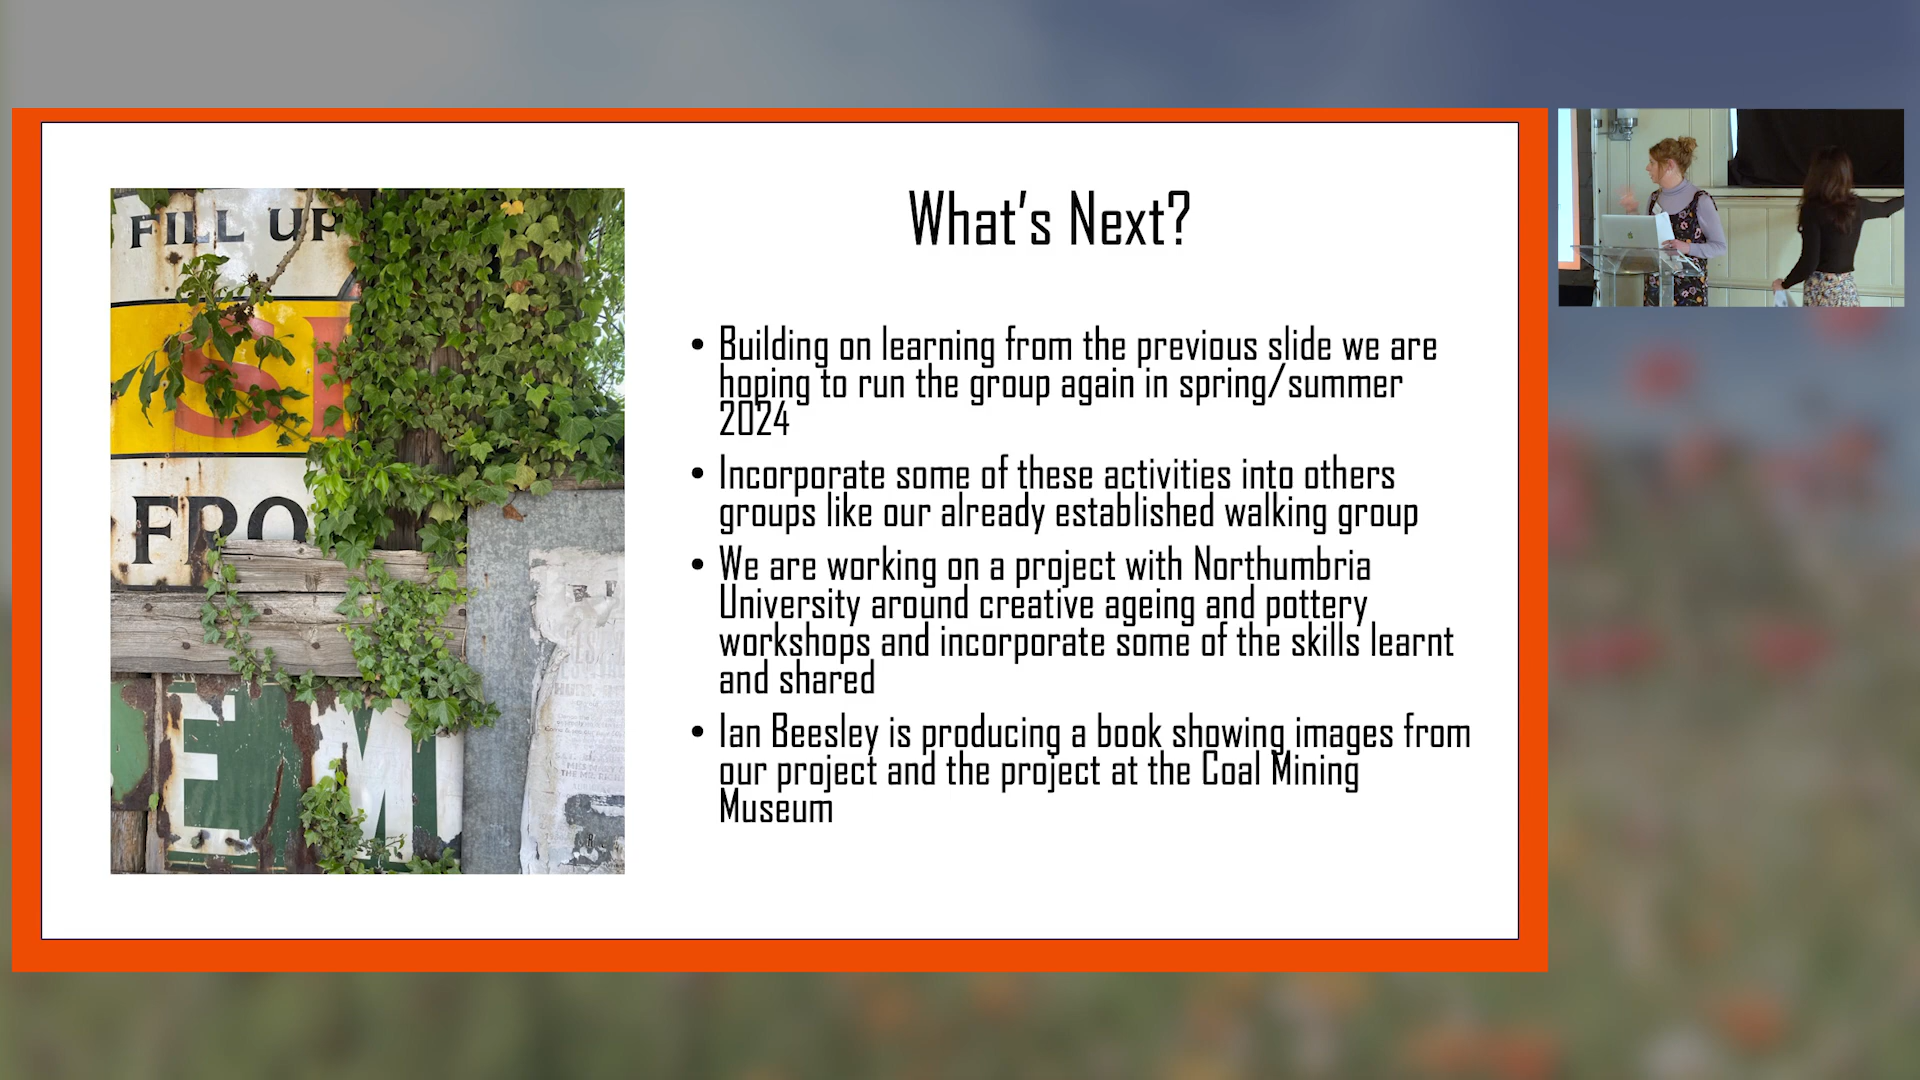 What's Next?
• Building on learning from the previous slide we are
hoping to run the group again in spring/summer
2024
• Incorporate some of these activities into others
groups like our already established walking group
• We are working on a project with Northumbria
University around creative ageing and pottery
workshops and incorporate some of the skills learnt
and shared
• Ian Beesley is producing a book showing images from
our project and the project at the Coal Mining
Museum
FILL UP
FRO
EM